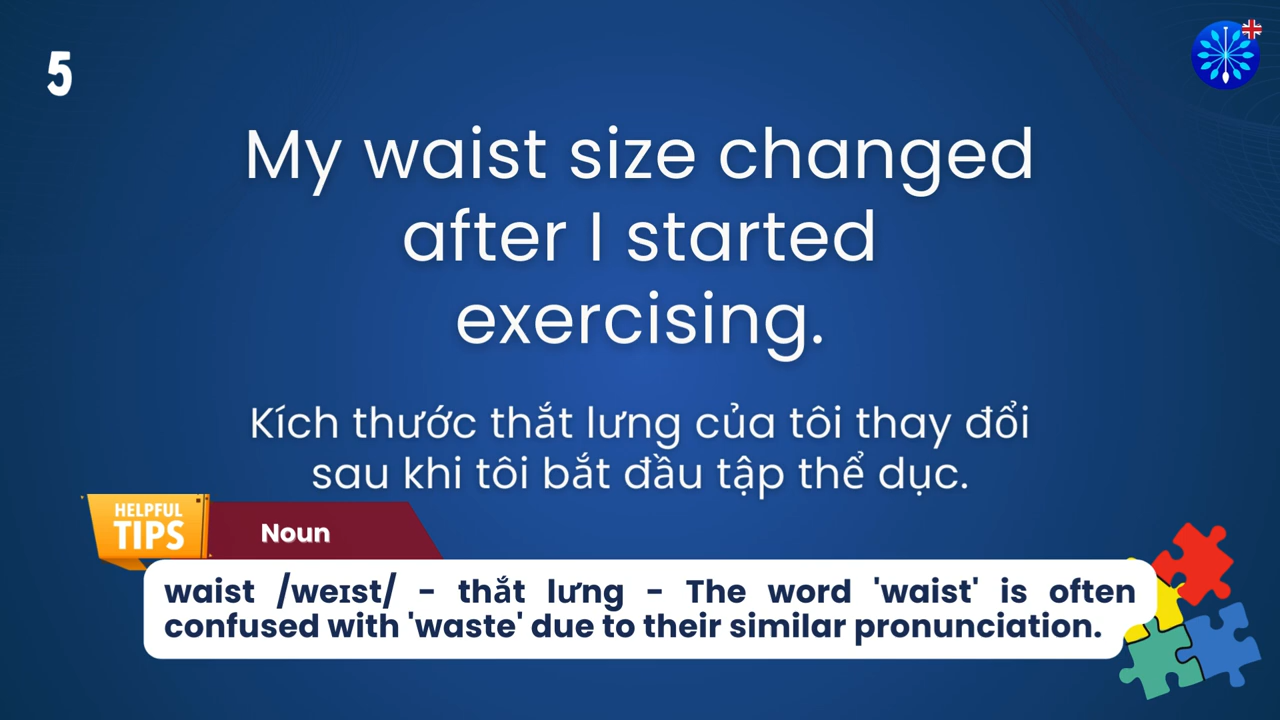 5
My waist size changed
after I started
exercising.
Kích thước thắt lưng của tôi thay đổi
sau khi tôi bắt đầu tập thể dục.
HELPFUL
TIPS
Noun
waist /weɪst/ - thắt lưng - The word 'waist' is often
confused with 'waste' due to their similar pronunciation.